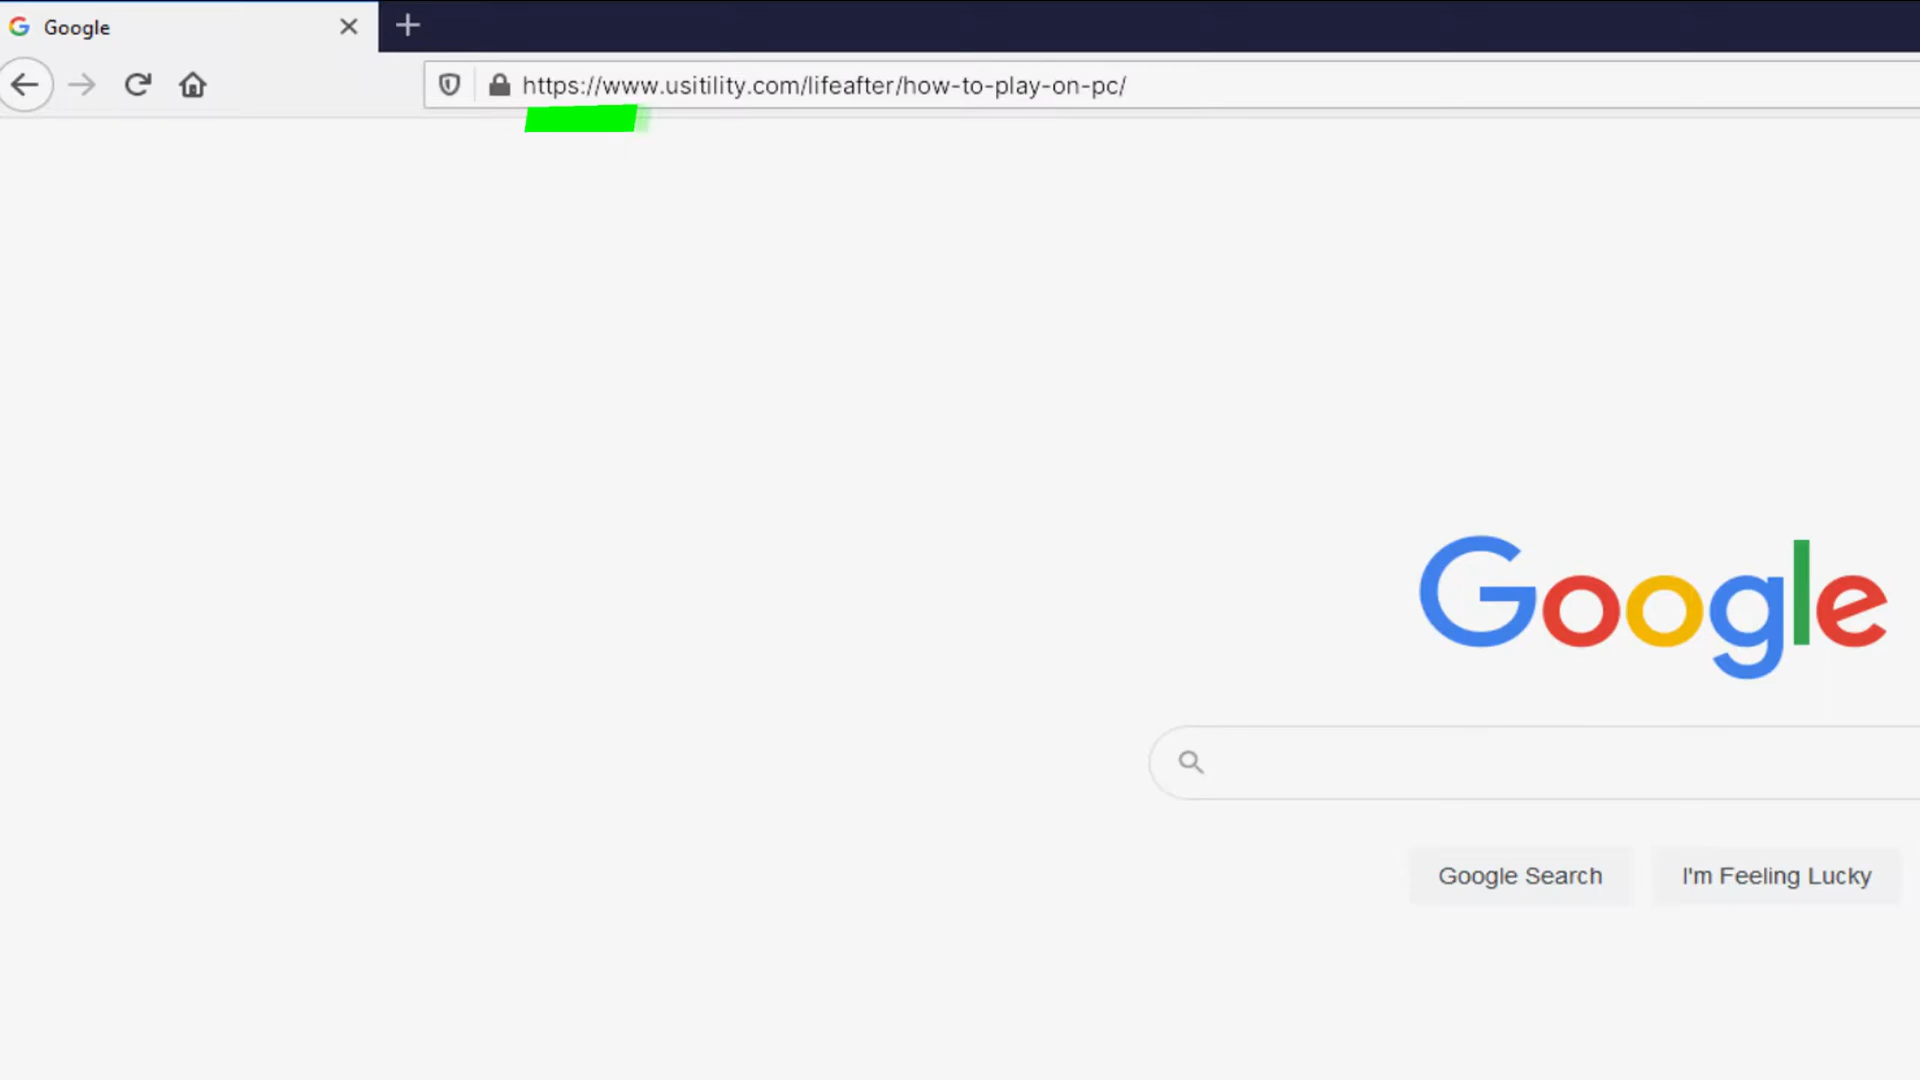 Google
https://www.usitility.com/lifeafter/how-to-play-on-pc/
Google
Google Search
I'm Feeling Lucky